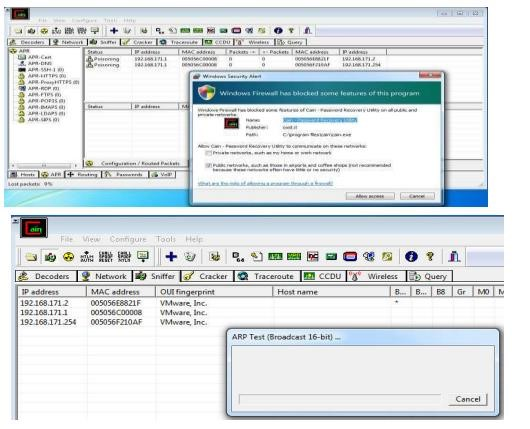 ain
File View Configure Tools Help
Decoders Network Sniffer Cracker Traceroute CCDU Wireless Query
APR
APR-Cert
APR-DNS
APR-SSH-1 (0)
APR-HTTPS (0)
APR-ProxyHTTPS (0)
APR-RDP (0)
APR-FTPS (0)
APR-POP3S (0)
APR-IMAPS (0)
APR-LDAPS (0)
APR-SIPS (0)
Status IP address MAC address Packets -> <- Packets MAC address IP address
Poisoning 192.168.171.1 005056C00008 0 0 005056E8821F 192.168.171.2
Poisoning 192.168.171.1 005056C00008 0 0 005056F210AF 192.168.171.254
Windows Security Alert
Windows Firewall has blocked some features of this program
Windows Firewall has blocked some features of Cain - Password Recovery Utility on all public and
private networks.
Name: Cain - Password Recovery Utility
Publisher: oxid.it
Path: C:\program files\cain\cain.exe
Allow Cain - Password Recovery Utility to communicate on these networks:
Private networks, such as my home or work network
Public networks, such as those in airports and coffee shops (not recommended
because these networks often have little or no security)
What are the risks of allowing a program through a firewall?
Allow access Cancel
Status IP address
Configuration / Routed Packets
Hosts APR Routing Passwords VoIP
Lost packets: 0%
ain
File View Configure Tools Help
Decoders Network Sniffer Cracker Traceroute CCDU Wireless Query
IP address MAC address OUI fingerprint Host name B... B... B8 Gr M0 M
192.168.171.2 005056E8821F VMware, Inc. *
192.168.171.1 005056C00008 VMware, Inc.
192.168.171.254 005056F210AF VMware, Inc.
ARP Test (Broadcast 16-bit) ...
Cancel